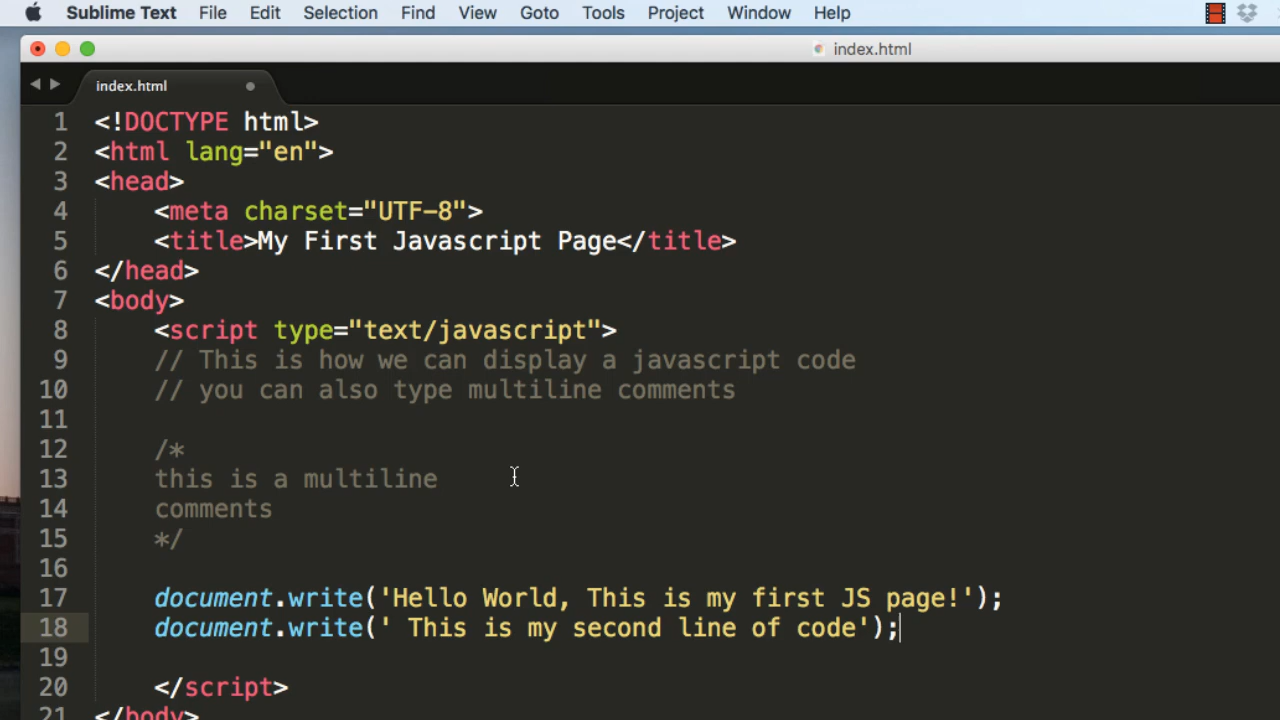 Sublime Text File Edit Selection Find View Goto Tools Project Window Help
index.html
index.html
1 <!DOCTYPE html>
2 <html lang="en">
3 <head>
4 <meta charset="UTF-8">
5 <title>My First Javascript Page</title>
6 </head>
7 <body>
8 <script type="text/javascript">
9 // This is how we can display a javascript code
10 // you can also type multiline comments
11
12 /*
13 this is a multiline
14 comments
15 */
16
17 document.write('Hello World, This is my first JS page!');
18 document.write(' This is my second line of code');
19
20 </script>
21 </body>